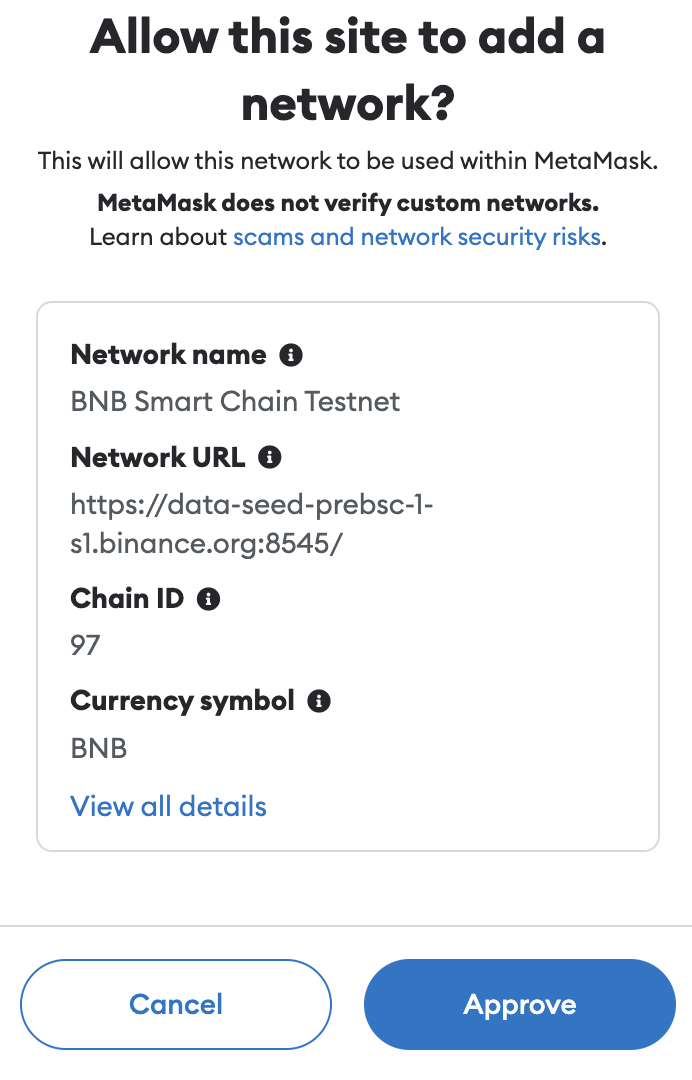 Allow this site to add a
network?
This will allow this network to be used within MetaMask.
MetaMask does not verify custom networks.
Learn about scams and network security risks.
Network name
BNB Smart Chain Testnet
Network URL
https://data-seed-prebsc-1-
s1.binance.org:8545/
Chain ID
97
Currency symbol
BNB
View all details
Cancel
Approve